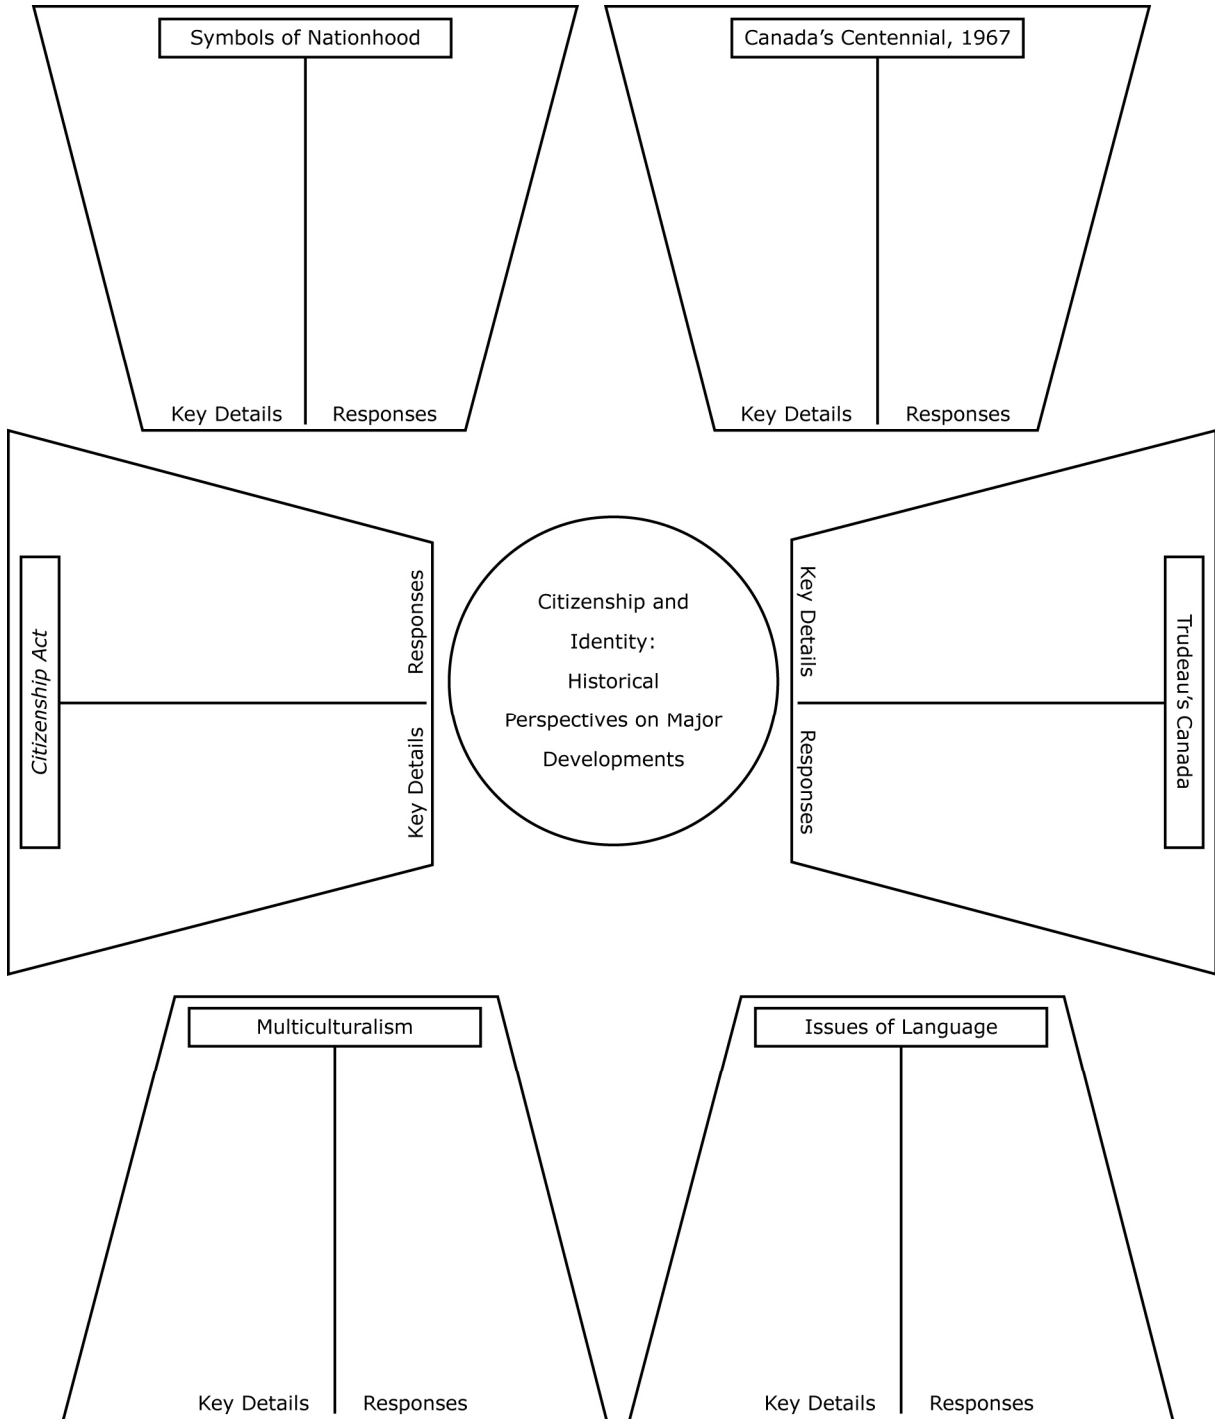 Symbols of Nationhood
Canada’s Centennial, 1967
Key Details
Responses
Key Details
Responses
Citizenship Act
Responses
Key Details
Citizenship and
Identity:
Historical
Perspectives on Major
Developments
Key Details
Responses
Trudeau’s Canada
Multiculturalism
Issues of Language
Key Details
Responses
Key Details
Responses